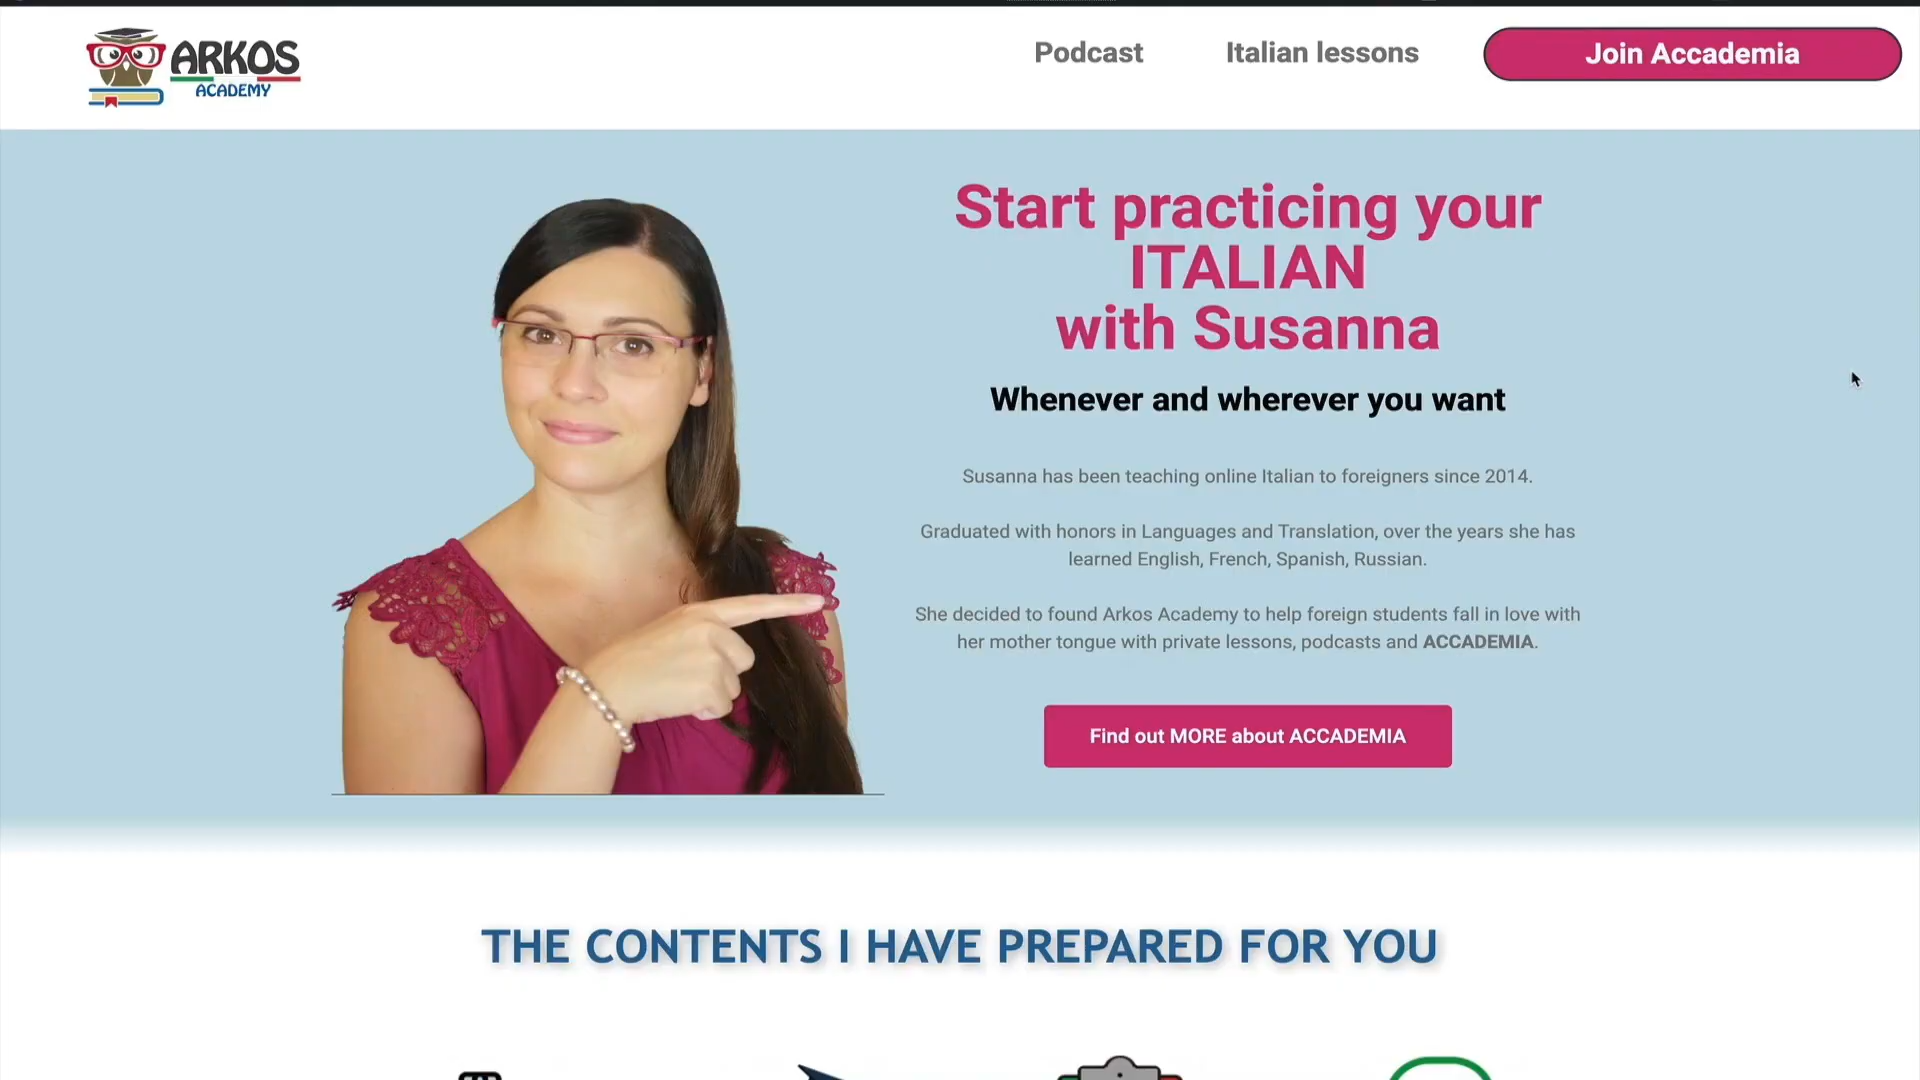 ARKOS
ACADEMY
Podcast
Italian lessons
Join Accademia
Start practicing your
ITALIAN
with Susanna
Whenever and wherever you want
Susanna has been teaching online Italian to foreigners since 2014.
Graduated with honors in Languages and Translation, over the years she has
learned English, French, Spanish, Russian.
She decided to found Arkos Academy to help foreign students fall in love with
her mother tongue with private lessons, podcasts and ACCADEMIA.
Find out MORE about ACCADEMIA
THE CONTENTS I HAVE PREPARED FOR YOU